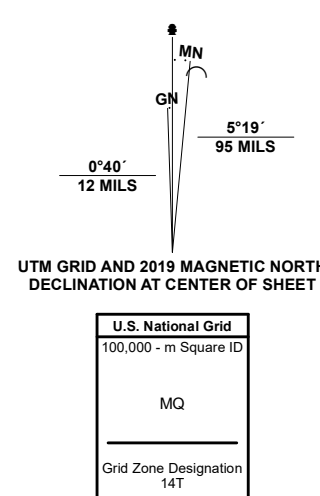 MN
GN
5°19´
95 MILS
0°40´
12 MILS
UTM GRID AND 2019 MAGNETIC NORTH
DECLINATION AT CENTER OF SHEET
U.S. National Grid
100,000 - m Square ID
MQ
Grid Zone Designation
14T